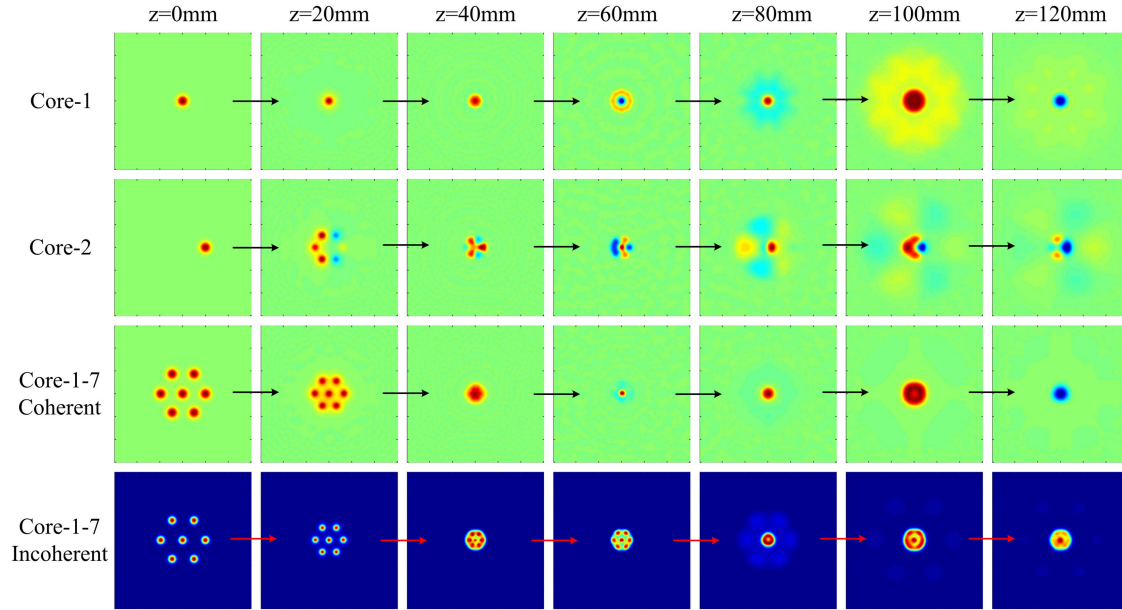 z=0mm z=20mm z=40mm z=60mm z=80mm z=100mm z=120mm
Core-1
Core-2
Core-1-7
Coherent
Core-1-7
Incoherent